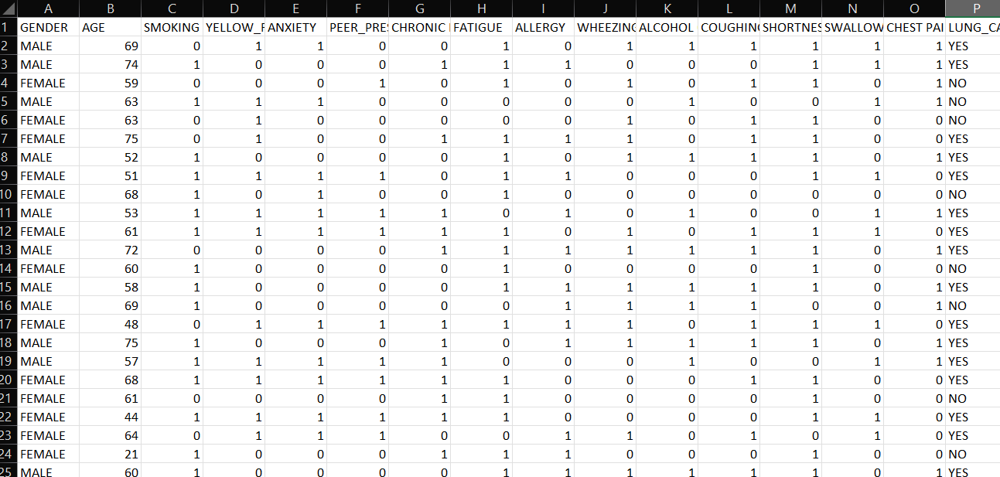 A B C D E F G H I J K L M N O P
1 GENDER AGE SMOKING YELLOW_F ANXIETY PEER_PRES CHRONIC FATIGUE ALLERGY WHEEZING ALCOHOL COUGHING SHORTNES SWALLOW CHEST PAI LUNG_CA
2 MALE 69 0 1 1 0 0 1 0 1 1 1 1 1 1 YES
3 MALE 74 1 0 0 0 1 1 1 0 0 0 1 1 1 YES
4 FEMALE 59 0 0 0 1 0 1 0 1 0 1 1 0 1 NO
5 MALE 63 1 1 1 0 0 0 0 0 1 0 0 1 1 NO
6 FEMALE 63 0 1 0 0 0 0 0 1 0 1 1 0 0 NO
7 FEMALE 75 0 1 0 0 1 1 1 1 0 1 1 0 0 YES
8 MALE 52 1 0 0 0 0 1 0 1 1 1 1 0 1 YES
9 FEMALE 51 1 1 1 1 0 1 1 0 0 0 1 1 0 YES
10 FEMALE 68 1 0 1 0 0 1 0 0 0 0 0 0 0 NO
11 MALE 53 1 1 1 1 1 0 1 0 1 0 0 1 1 YES
12 FEMALE 61 1 1 1 1 1 1 0 1 0 1 1 1 0 YES
13 MALE 72 0 0 0 0 1 1 1 1 1 1 1 0 1 YES
14 FEMALE 60 1 0 0 0 0 1 0 0 0 0 1 0 0 NO
15 MALE 58 1 0 0 0 0 1 1 1 1 1 1 0 1 YES
16 MALE 69 1 0 0 0 0 0 1 1 1 1 0 0 1 NO
17 FEMALE 48 0 1 1 1 1 1 1 1 0 1 1 1 0 YES
18 MALE 75 1 0 0 0 1 0 1 1 1 1 1 0 1 YES
19 MALE 57 1 1 1 1 1 0 0 0 1 0 0 1 1 YES
20 FEMALE 68 1 1 1 1 1 1 0 0 0 1 1 0 0 YES
21 FEMALE 61 0 0 0 0 1 1 0 0 0 0 1 0 0 NO
22 FEMALE 44 1 1 1 1 1 1 0 0 0 0 1 1 0 YES
23 FEMALE 64 0 1 1 1 0 0 1 1 0 1 0 1 0 YES
24 FEMALE 21 1 0 0 0 1 1 1 0 0 0 1 0 0 NO
25 MALE 60 1 0 0 0 0 1 1 1 1 1 1 0 1 YES